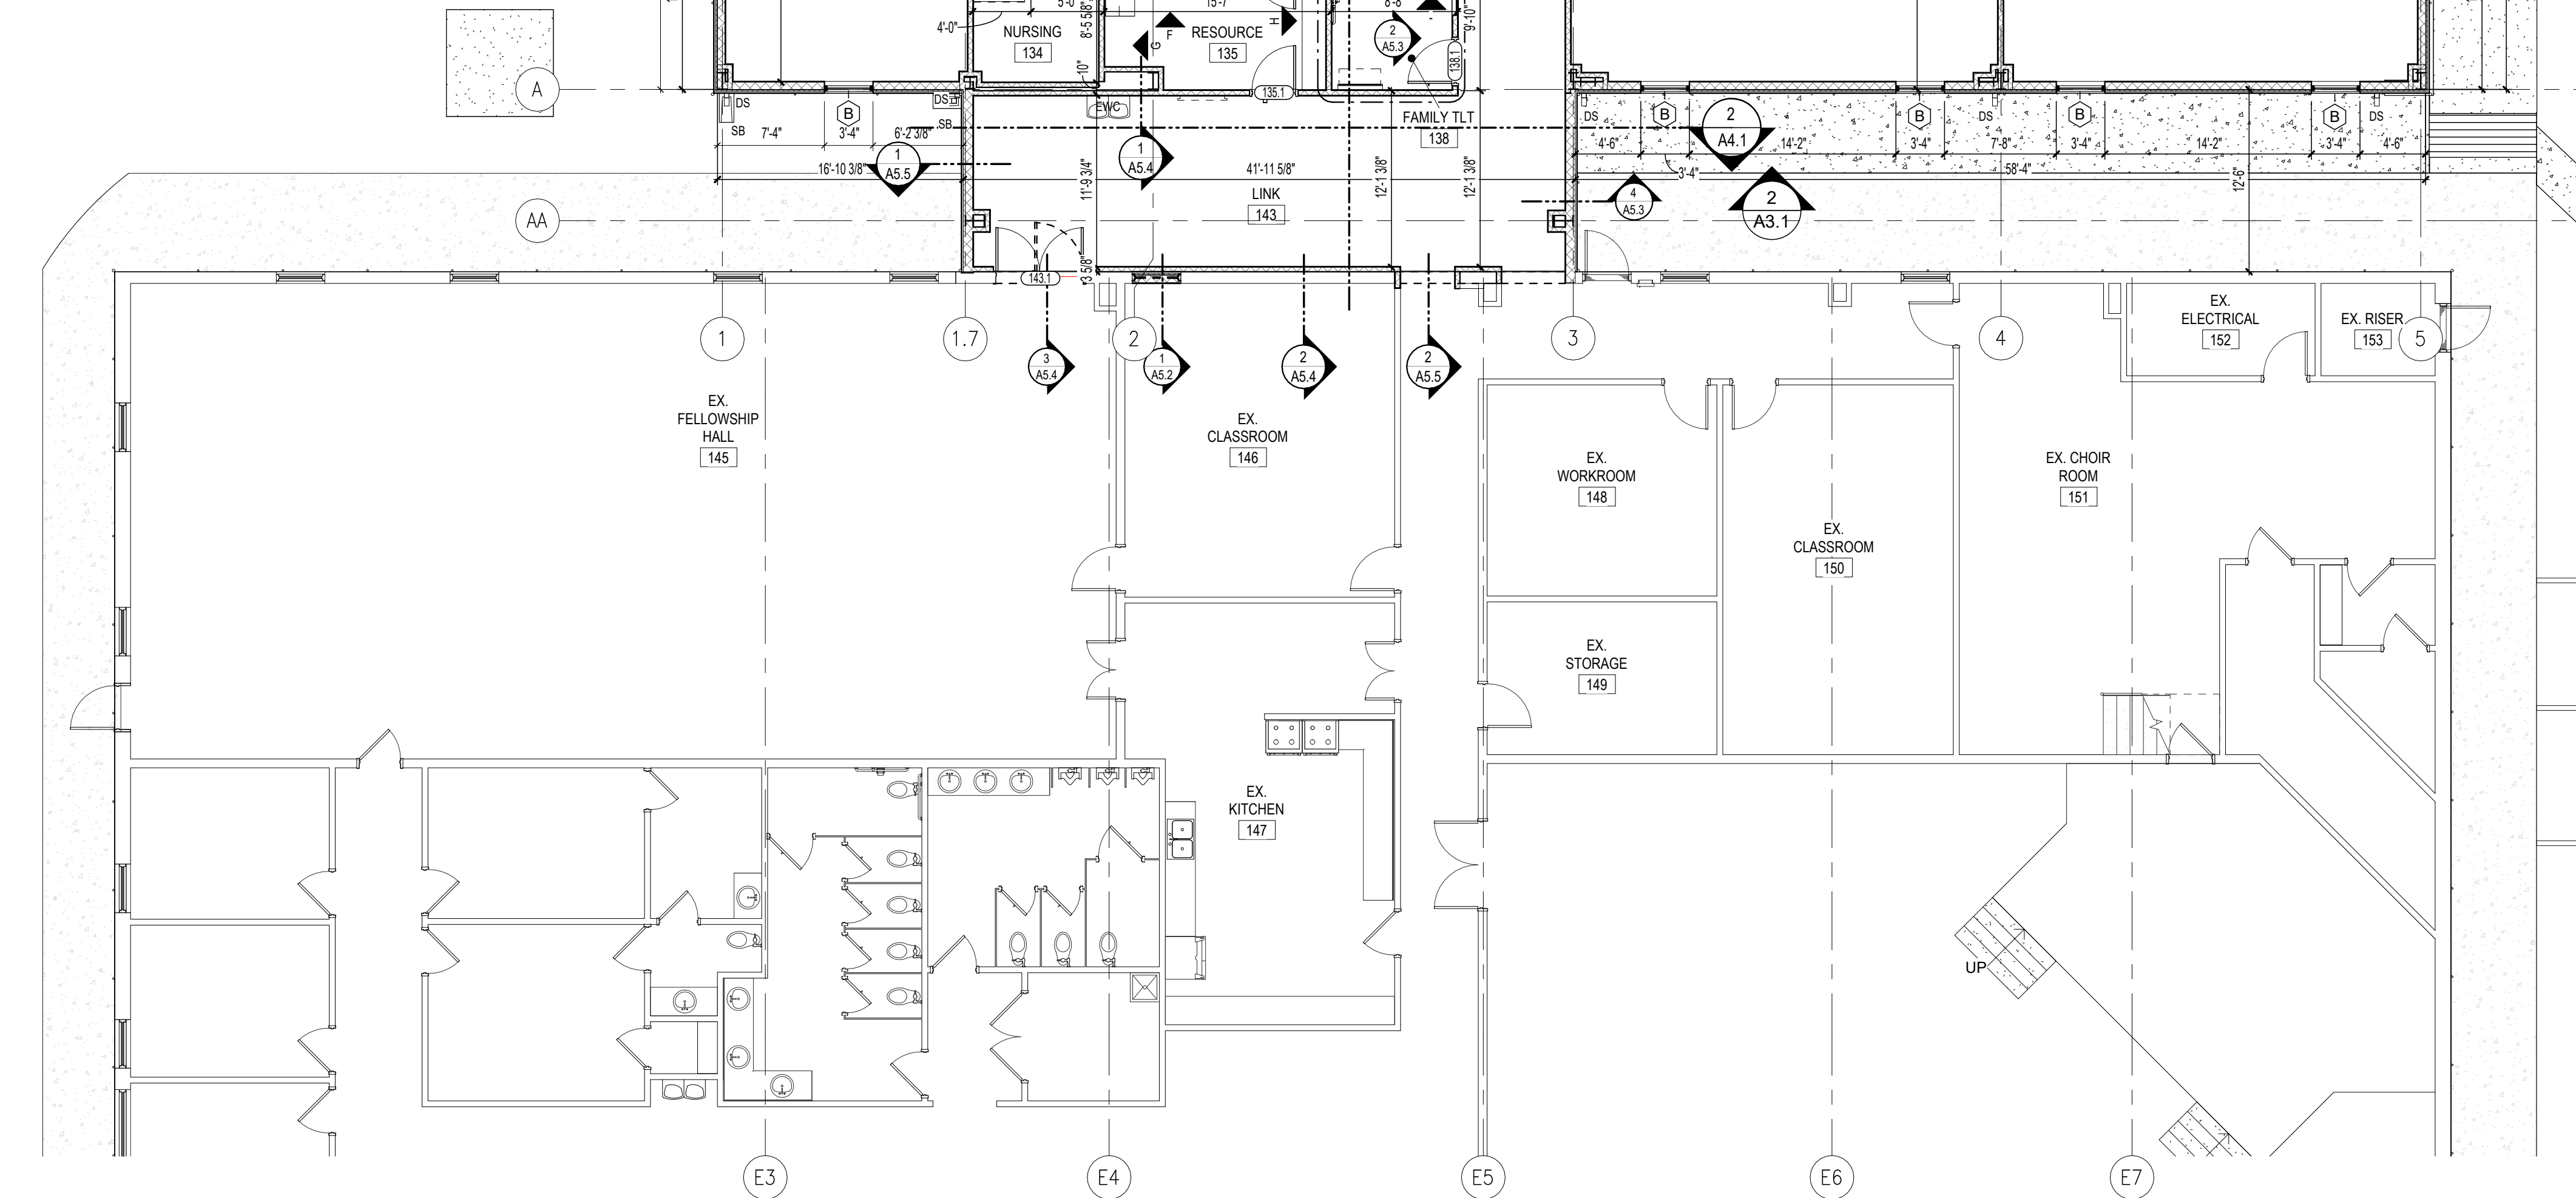 5'-0"
15'-7"
8'-8"
4'-0"
NURSING
134
8'-5 5/8"
F
G
H
RESOURCE
135
2
A5.3
138.1
9'-10"
A
DS
SB
7'-4"
B
3'-4"
6'-2 3/8"
DS
SB
EWC
135.1
FAMILY TLT
138
DS
B
2
A4.1
B
DS
B
B
DS
4'-6"
14'-2"
3'-4"
7'-8"
3'-4"
14'-2"
3'-4"
4'-6"
1
A5.5
16'-10 3/8"
1
A5.4
11'-9 3/4"
41'-11 5/8"
12'-1 3/8"
12'-1 3/8"
3'-4"
58'-4"
12'-6"
LINK
143
4
A5.3
2
A3.1
AA
143.1
3 5/8"
1
1.7
2
3
4
5
3
A5.4
1
A5.2
2
A5.4
2
A5.5
EX.
ELECTRICAL
152
EX. RISER
153
EX.
FELLOWSHIP
HALL
145
EX.
CLASSROOM
146
EX.
WORKROOM
148
EX. CHOIR
ROOM
151
EX.
CLASSROOM
150
EX.
STORAGE
149
EX.
KITCHEN
147
UP
E3
E4
E5
E6
E7